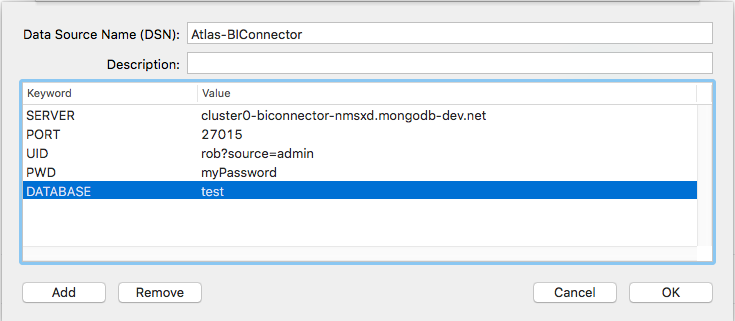 Data Source Name (DSN): Atlas-BIConnector
Description:
Keyword Value
SERVER cluster0-biconnector-nmsxd.mongodb-dev.net
PORT 27015
UID rob?source=admin
PWD myPassword
DATABASE test
Add Remove Cancel OK